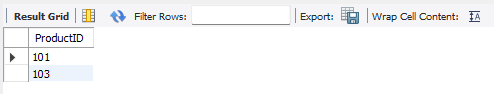 Result Grid Filter Rows: Export: Wrap Cell Content:
ProductID
101
103